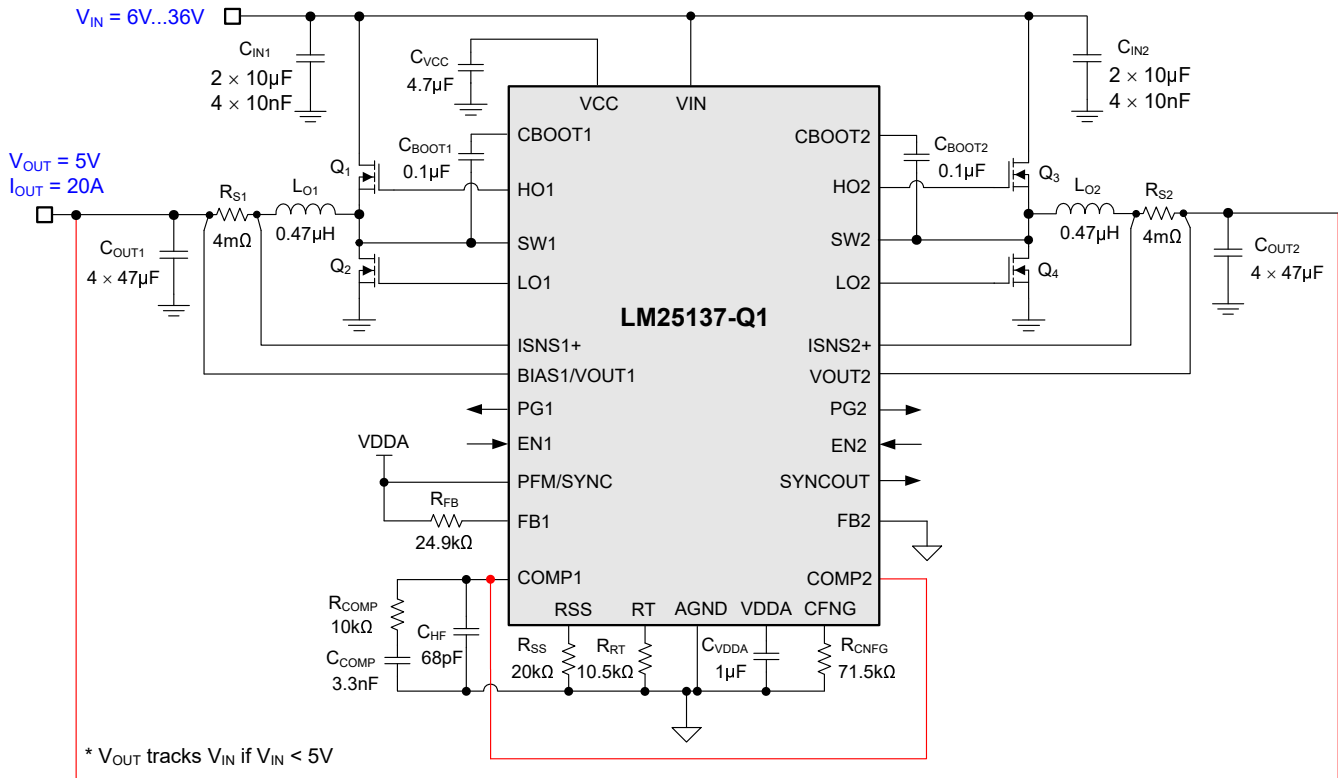 VIN = 6V...36V
CIN1
2 × 10µF
4 × 10nF
CVCC
4.7µF
CIN2
2 × 10µF
4 × 10nF
VCC
VIN
VOUT = 5V
IOUT = 20A
RS1
4mΩ
LO1
0.47µH
Q1
Q2
CBOOT1
0.1µF
COUT1
4 × 47µF
CBOOT1
HO1
SW1
LO1
ISNS1+
BIAS1/VOUT1
PG1
EN1
PFM/SYNC
FB1
COMP1
LM25137-Q1
CBOOT2
HO2
SW2
LO2
ISNS2+
VOUT2
PG2
EN2
SYNCOUT
FB2
COMP2
CBOOT2
0.1µF
Q3
Q4
LO2
0.47µH
RS2
4mΩ
COUT2
4 × 47µF
VDDA
RFB
24.9kΩ
RSS
RT
AGND
VDDA
CFNG
RCOMP
10kΩ
CCOMP
3.3nF
CHF
68pF
RSS
20kΩ
RRT
10.5kΩ
CVDDA
1µF
RCNFG
71.5kΩ
* VOUT tracks VIN if VIN < 5V